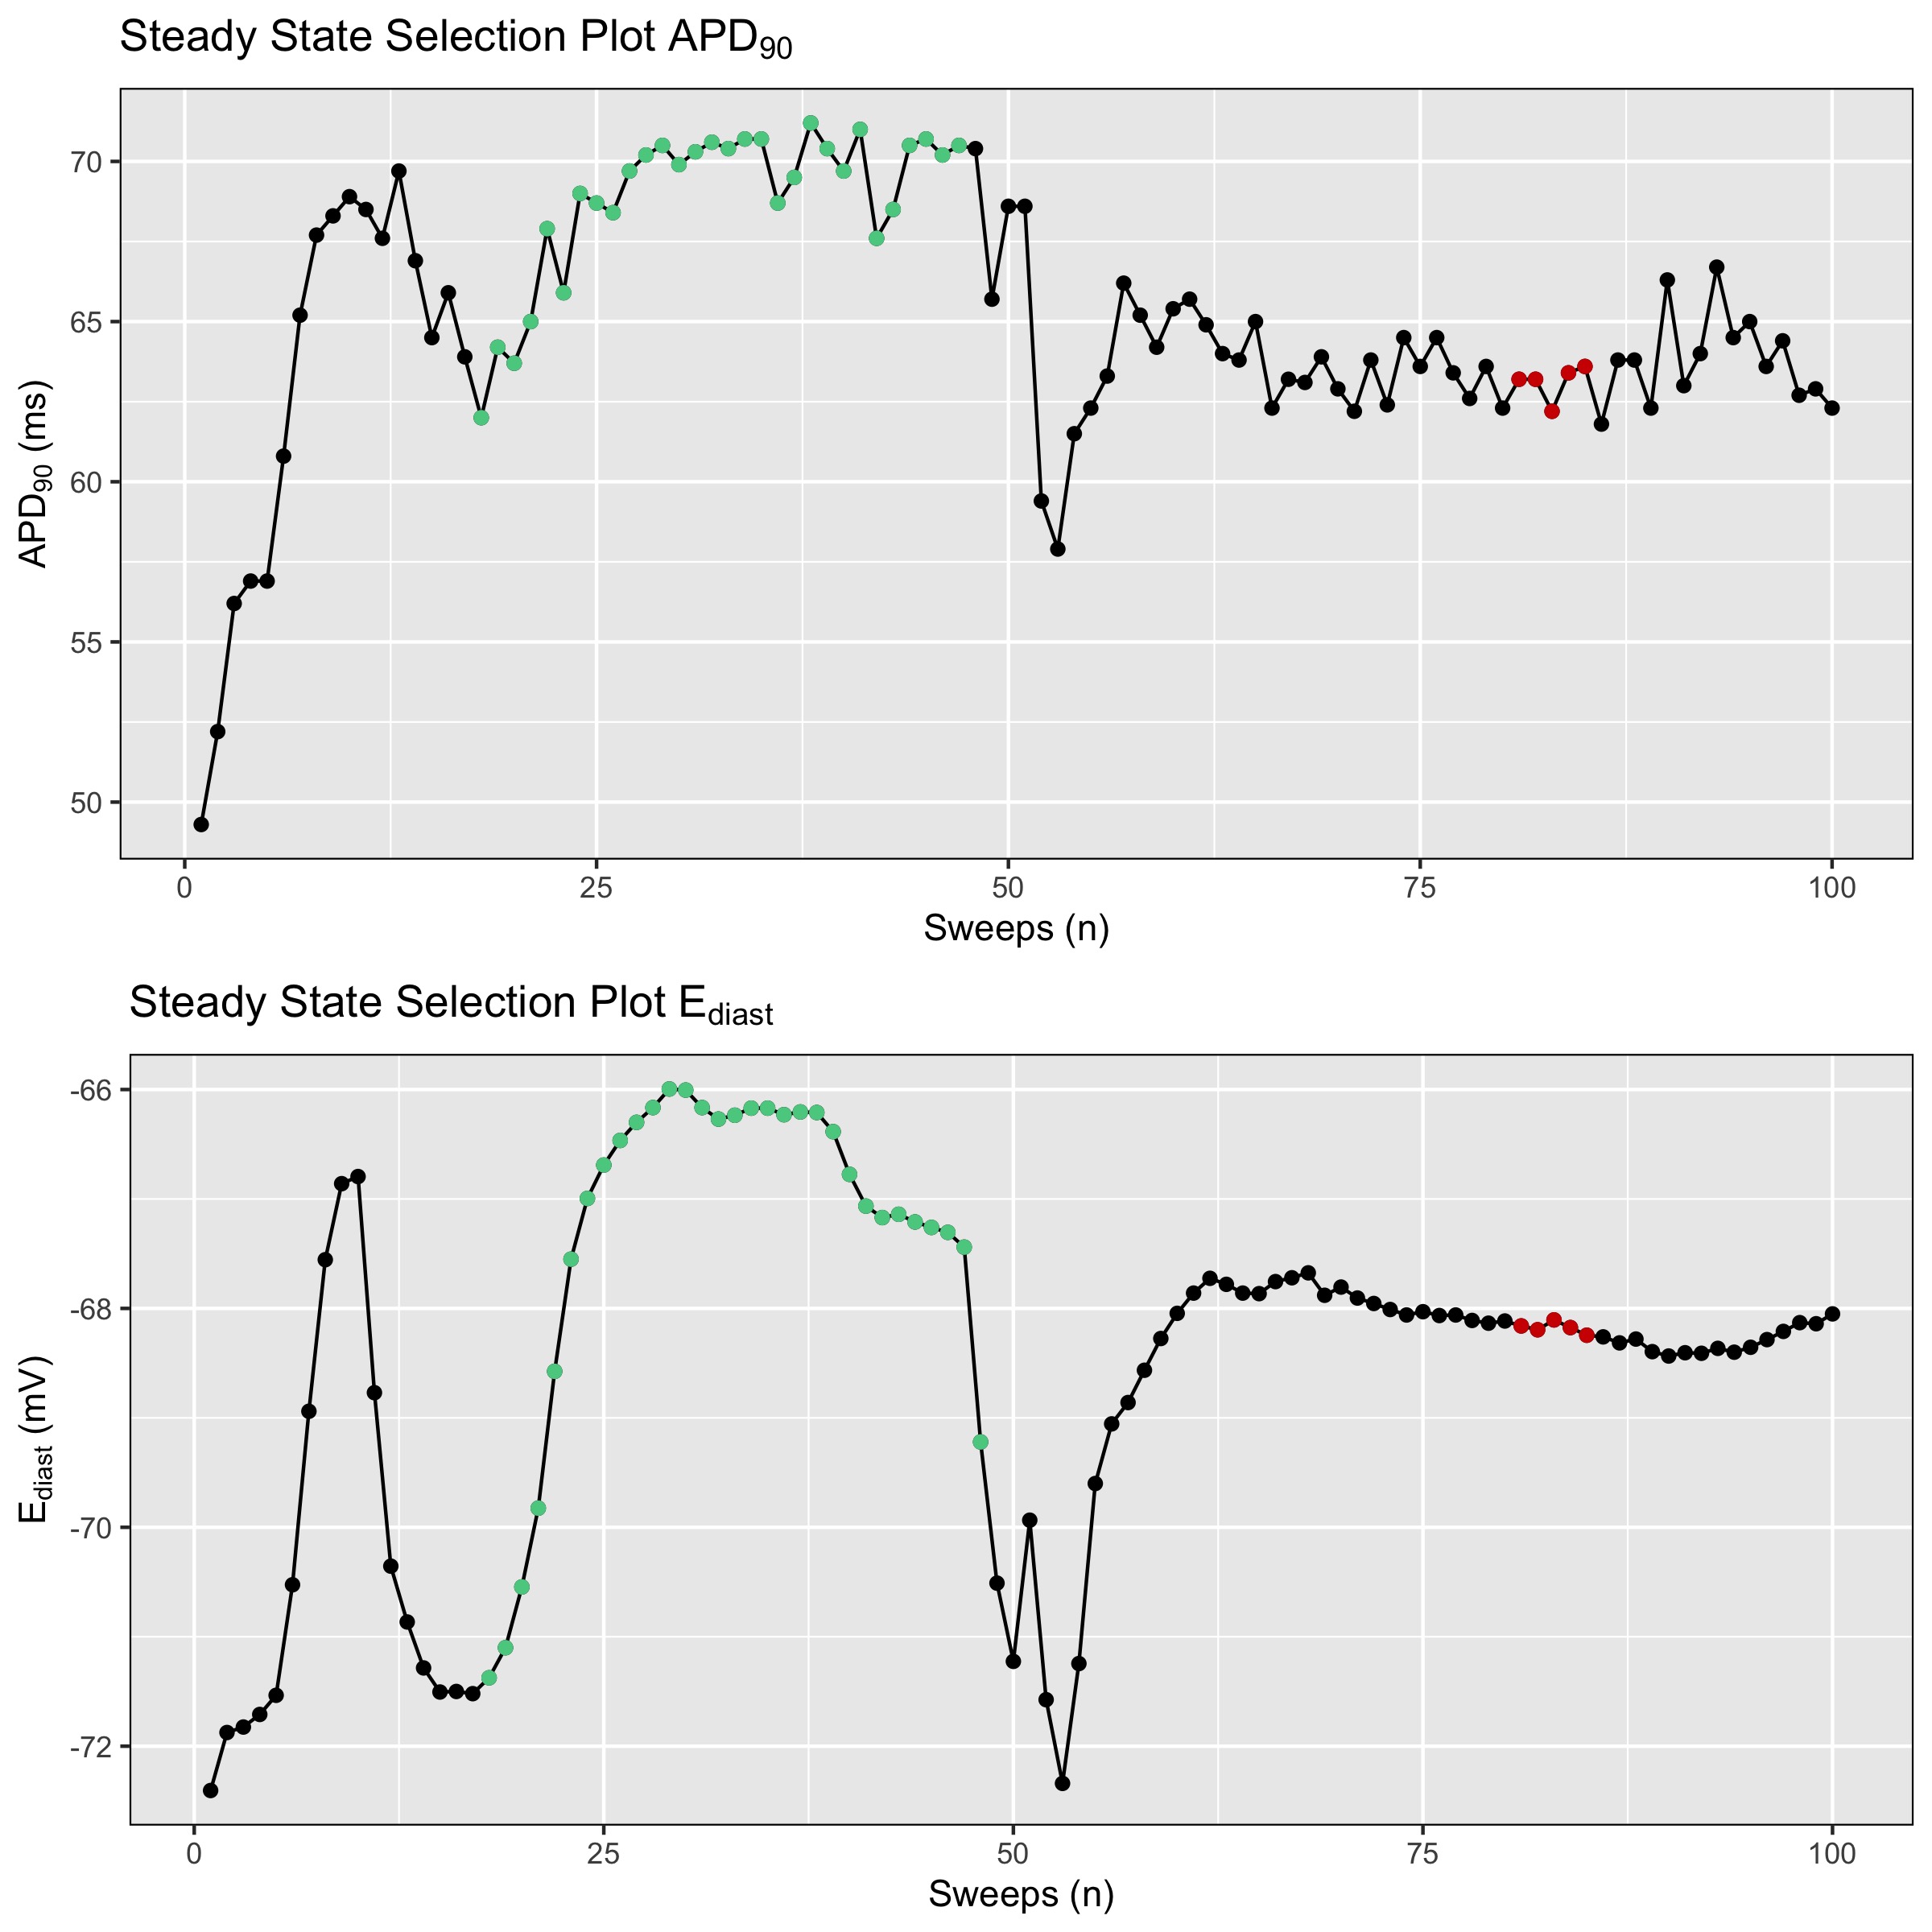 Steady State Selection Plot APD90
70
65
60
55
50
APD90 (ms)
0 25 50 75 100
Sweeps (n)
Steady State Selection Plot Ediast
-66
-68
-70
-72
Ediast (mV)
0 25 50 75 100
Sweeps (n)